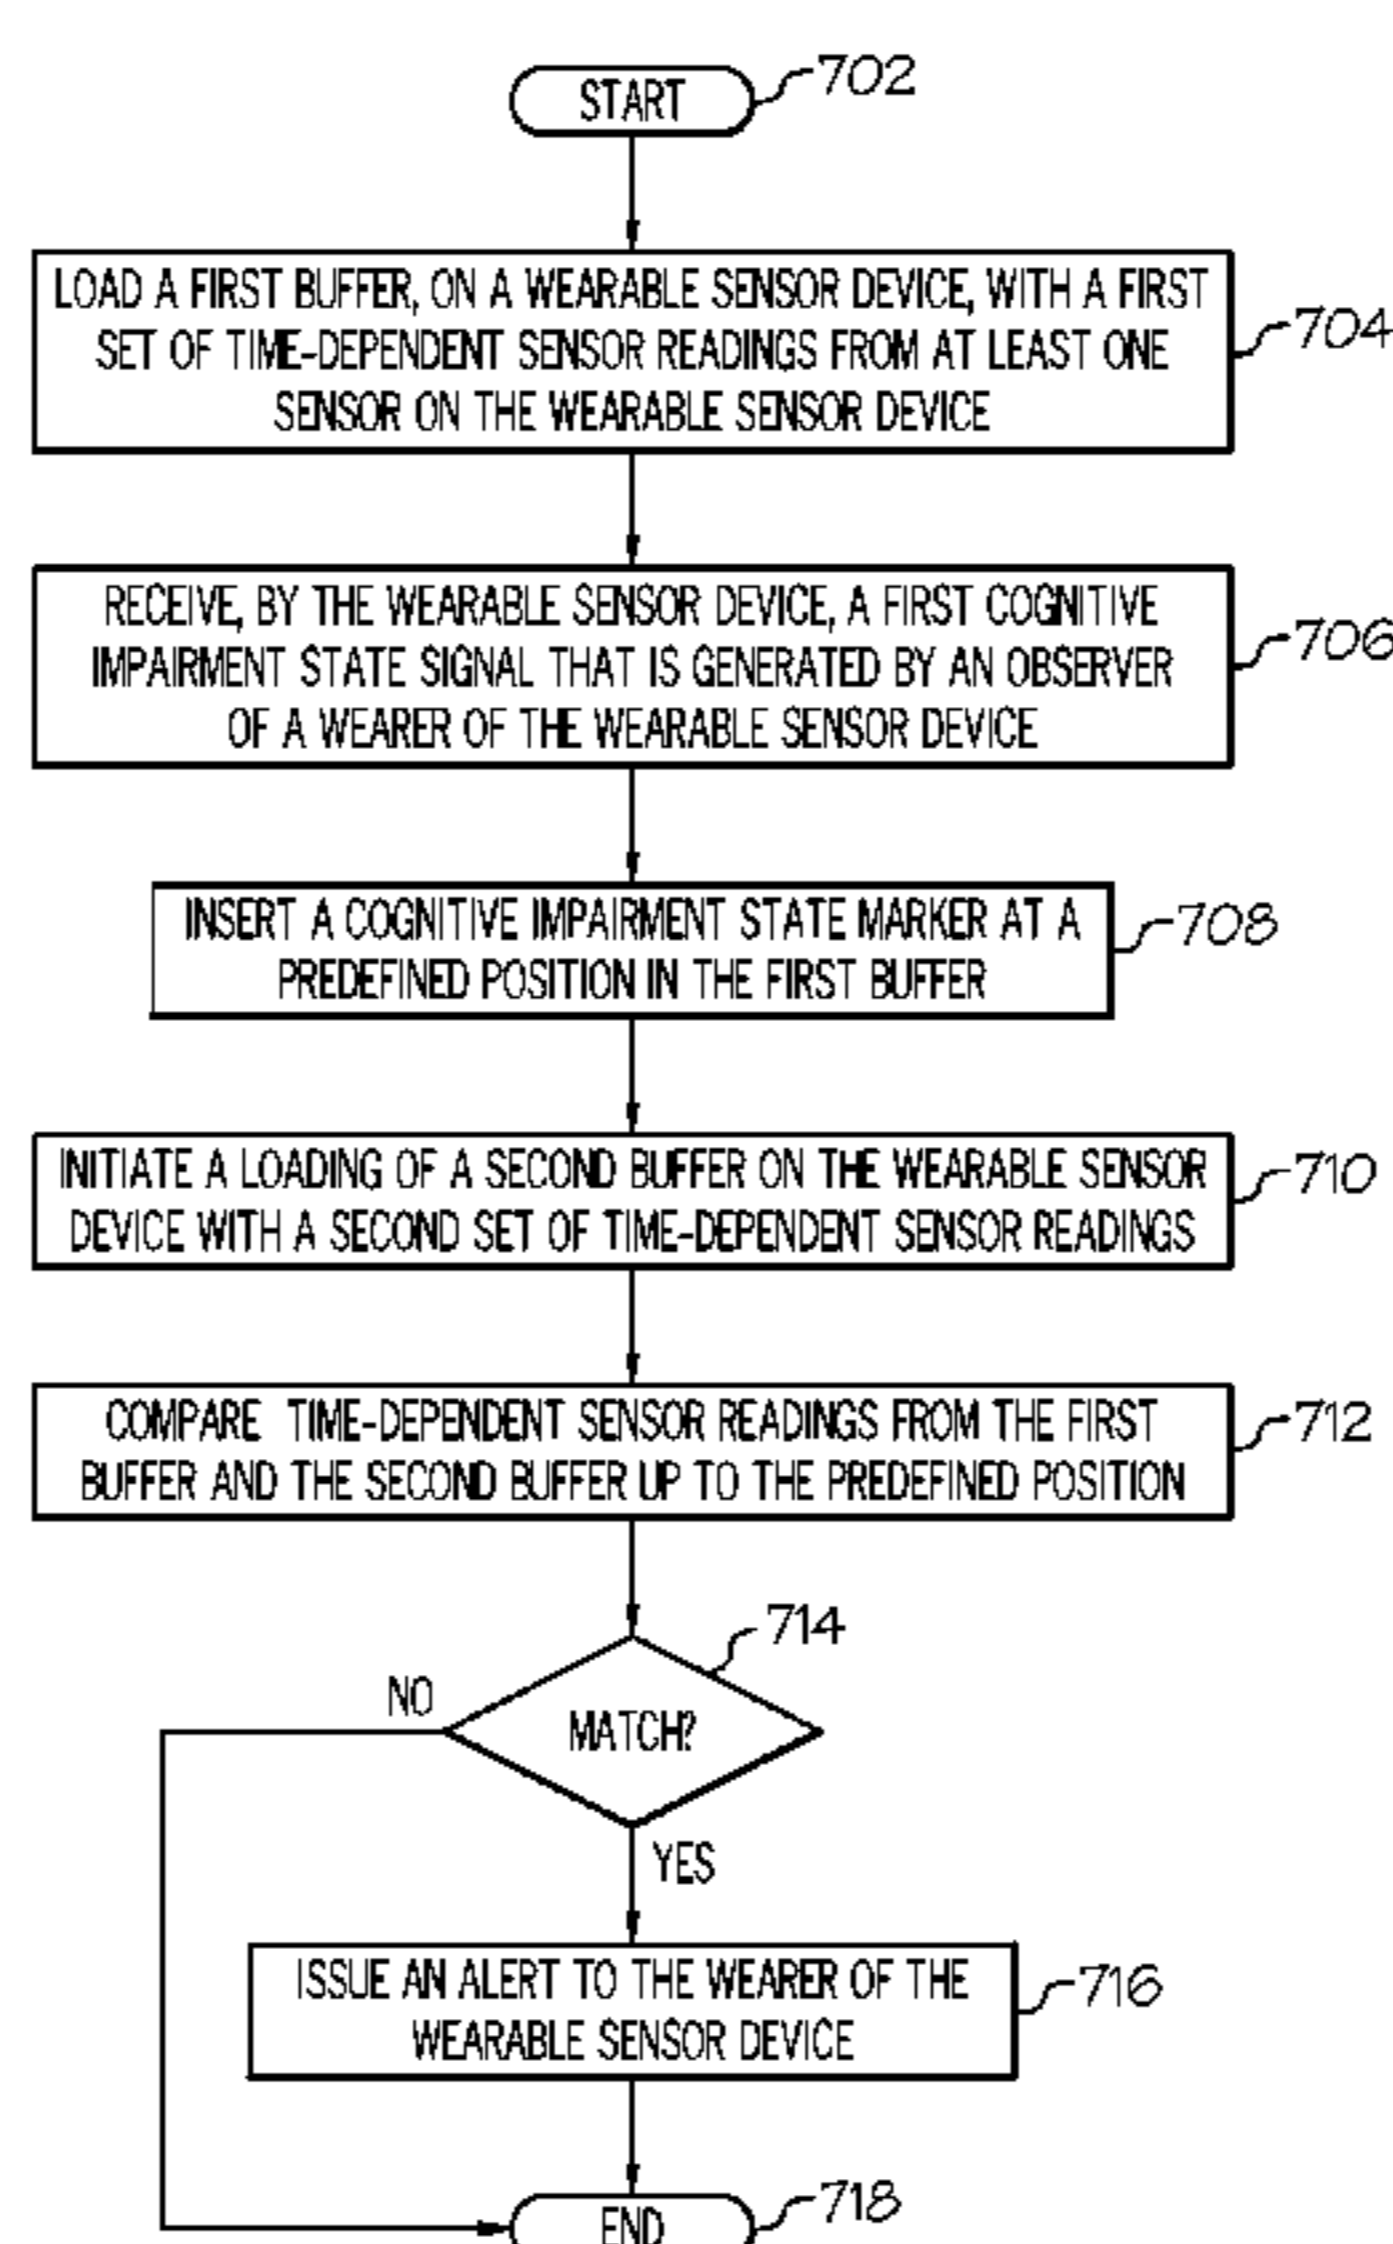 START
702
LOAD A FIRST BUFFER, ON A WEARABLE SENSOR DEVICE, WITH A FIRST
SET OF TIME-DEPENDENT SENSOR READINGS FROM AT LEAST ONE
SENSOR ON THE WEARABLE SENSOR DEVICE
704
RECEIVE, BY THE WEARABLE SENSOR DEVICE, A FIRST COGNITIVE
IMPAIRMENT STATE SIGNAL THAT IS GENERATED BY AN OBSERVER
OF A WEARER OF THE WEARABLE SENSOR DEVICE
706
INSERT A COGNITIVE IMPAIRMENT STATE MARKER AT A
PREDEFINED POSITION IN THE FIRST BUFFER
708
INITIATE A LOADING OF A SECOND BUFFER ON THE WEARABLE SENSOR
DEVICE WITH A SECOND SET OF TIME-DEPENDENT SENSOR READINGS
710
COMPARE TIME-DEPENDENT SENSOR READINGS FROM THE FIRST
BUFFER AND THE SECOND BUFFER UP TO THE PREDEFINED POSITION
712
714
NO
MATCH?
YES
ISSUE AN ALERT TO THE WEARER OF THE
WEARABLE SENSOR DEVICE
716
END
718